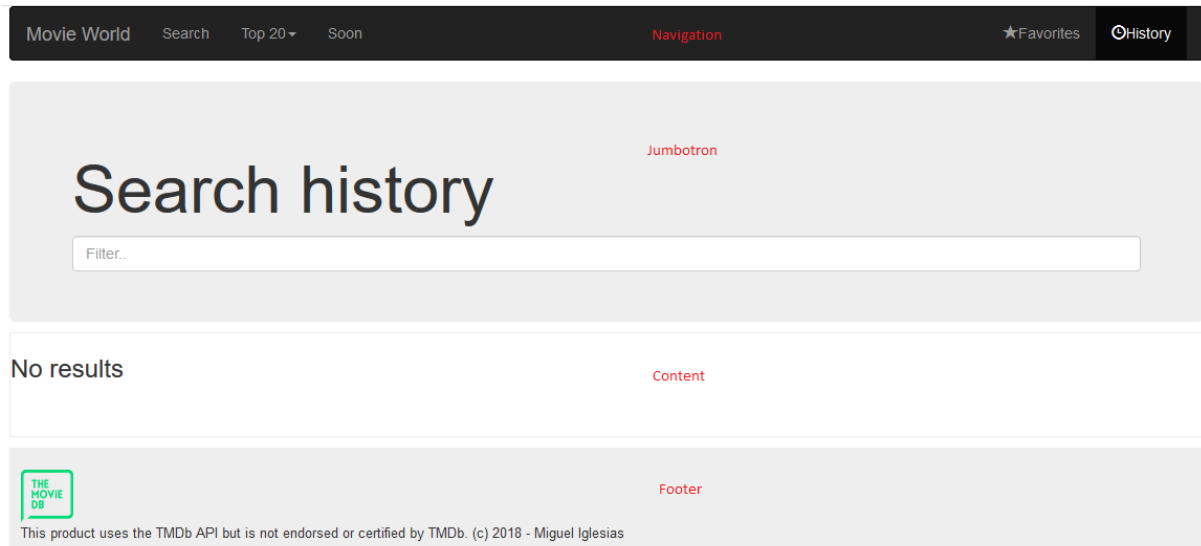 Movie World Search Top 20 Soon Navigation Favorites History
Jumbotron
Search history
Filter..
No results
Content
THE
MOVIE
DB
Footer
This product uses the TMDb API but is not endorsed or certified by TMDb. (c) 2018 - Miguel Iglesias